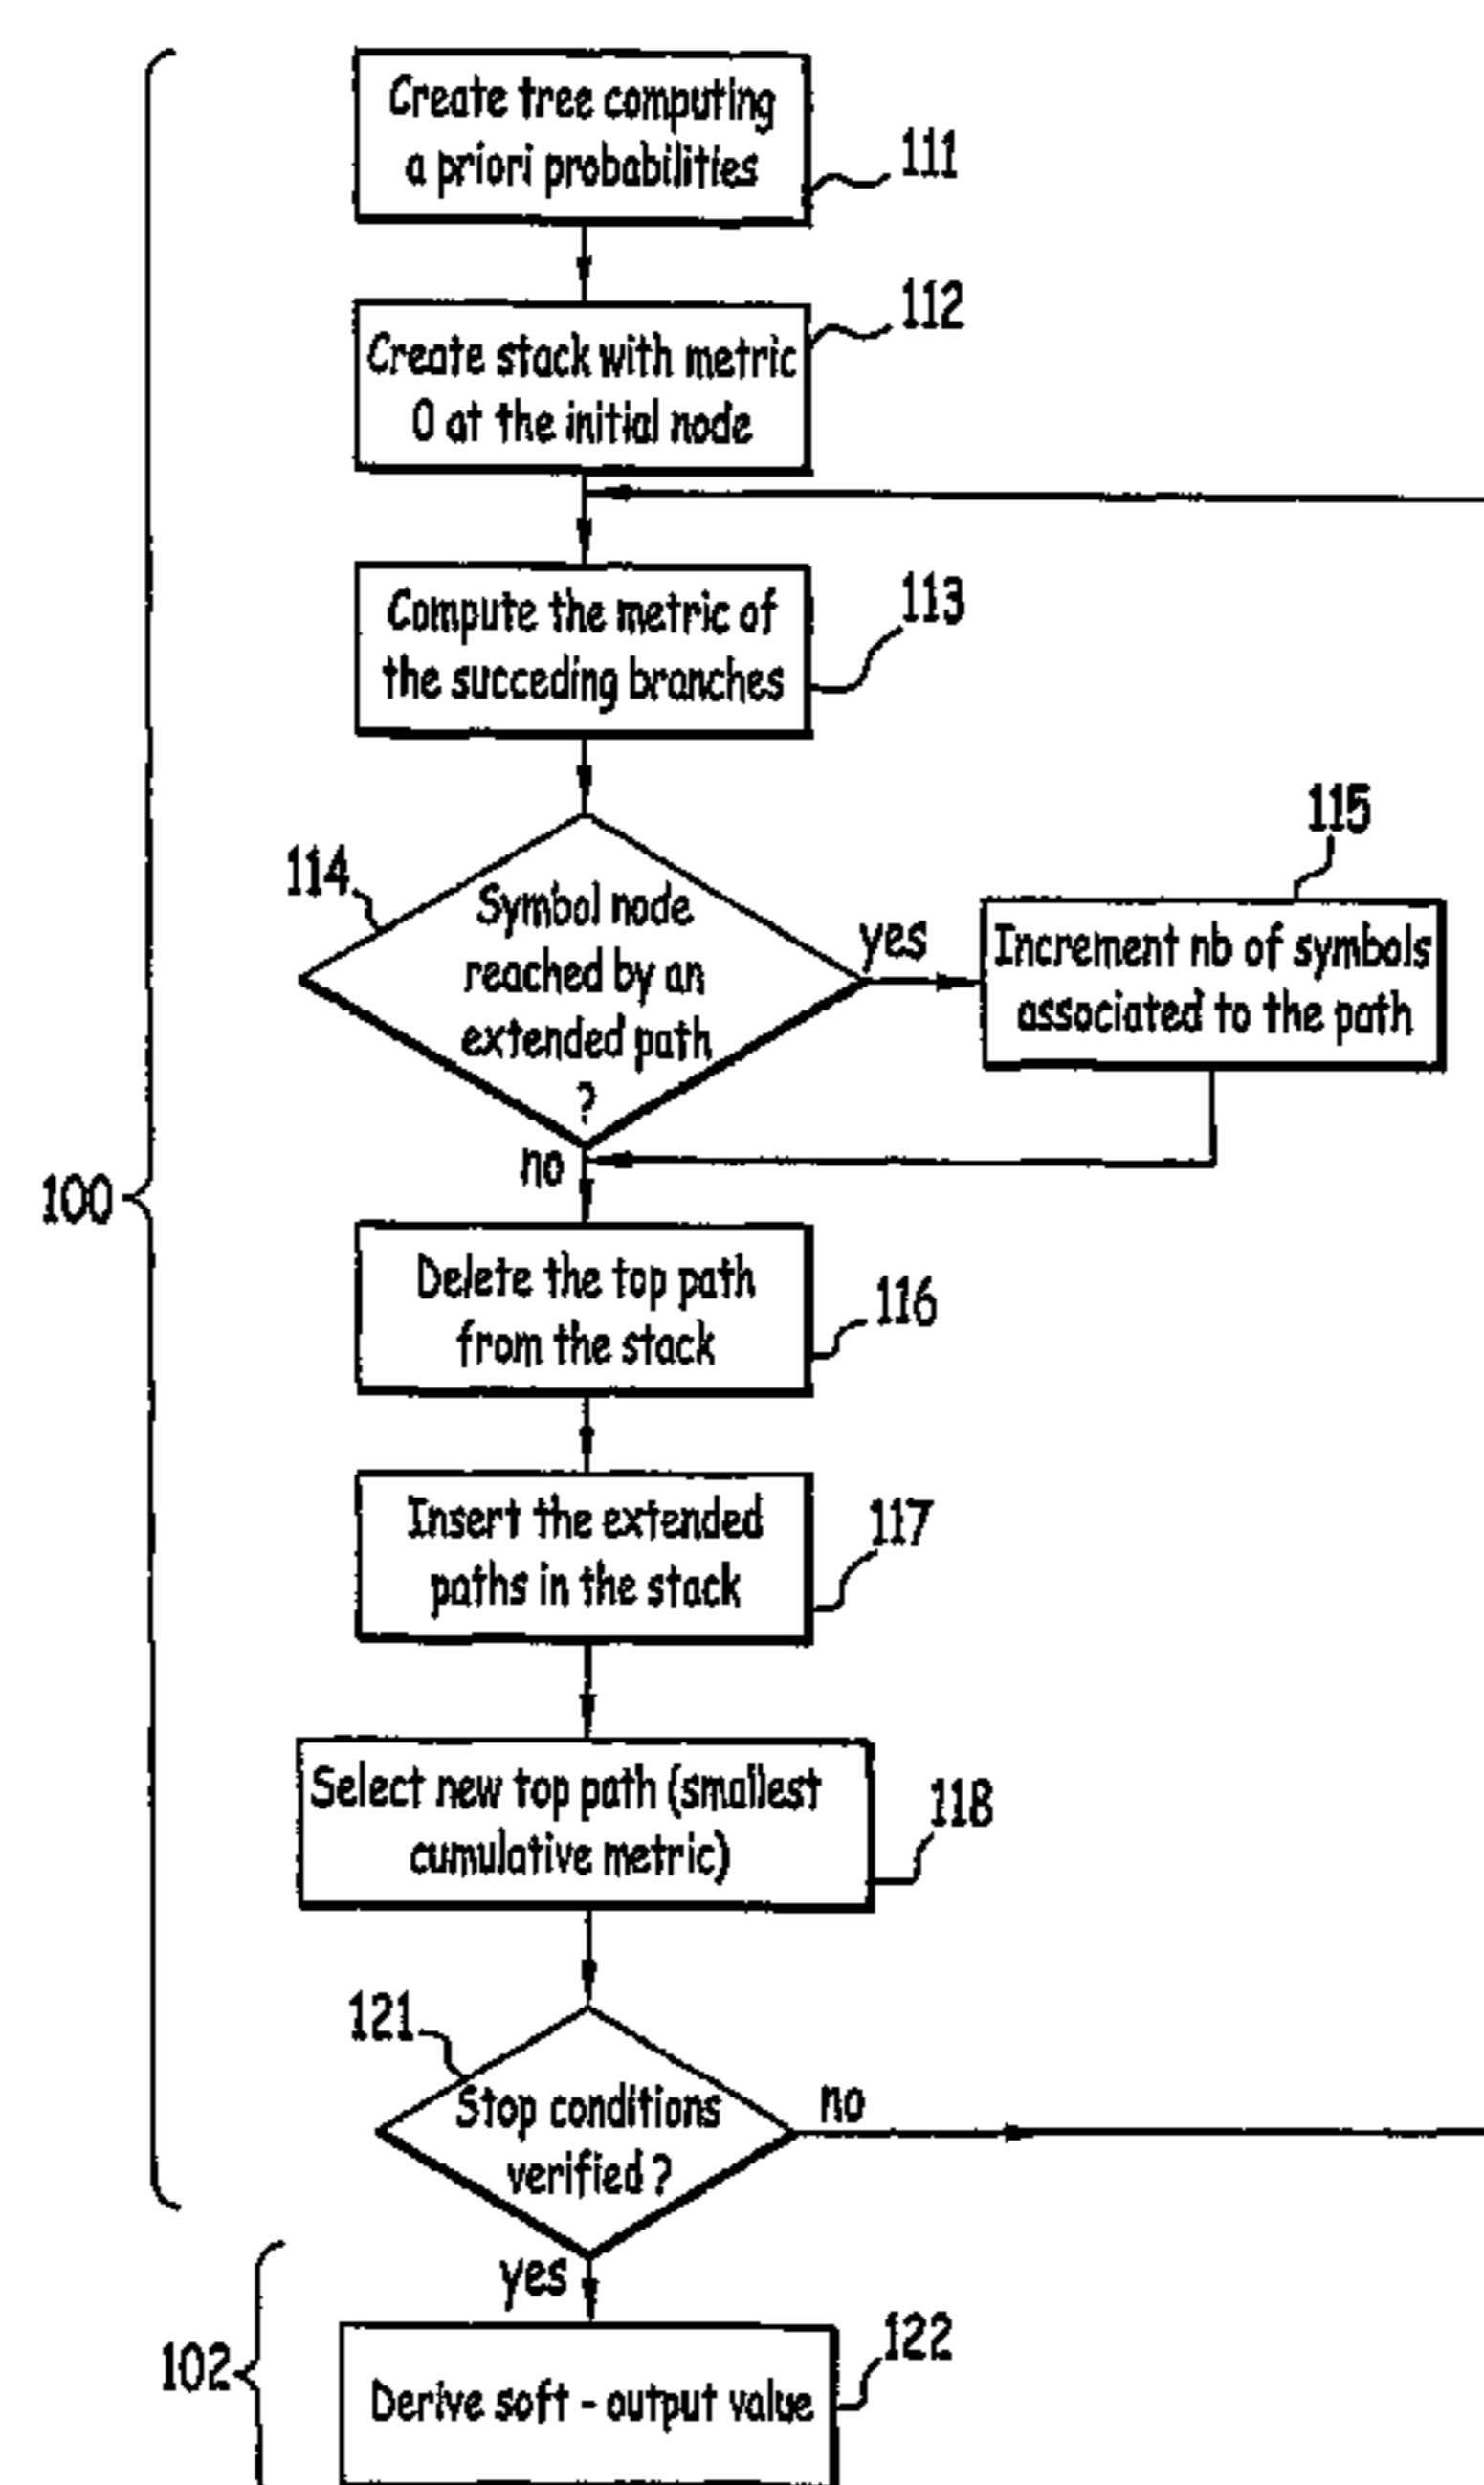 Create tree computing
a priori probabilities
111
112
Create stack with metric
0 at the initial node
113
Compute the metric of
the succeding branches
115
114
Symbol node
reached by an
extended path
?
yes
Increment nb of symbols
associated to the path
no
100
Delete the top path
from the stack
116
Insert the extended
paths in the stack
117
Select new top path (smallest
cumulative metric)
118
121
Stop conditions
verified ?
no
yes
102
122
Derive soft - output value